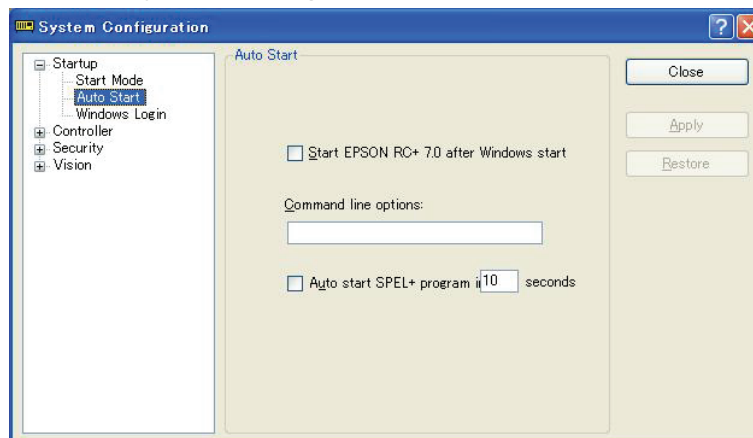 System Configuration
Startup
Start Mode
Auto Start
Windows Login
Controller
Security
Vision
Auto Start
Start EPSON RC+ 7.0 after Windows start
Command line options:
Auto start SPEL+ program i 10 seconds
Close
Apply
Restore